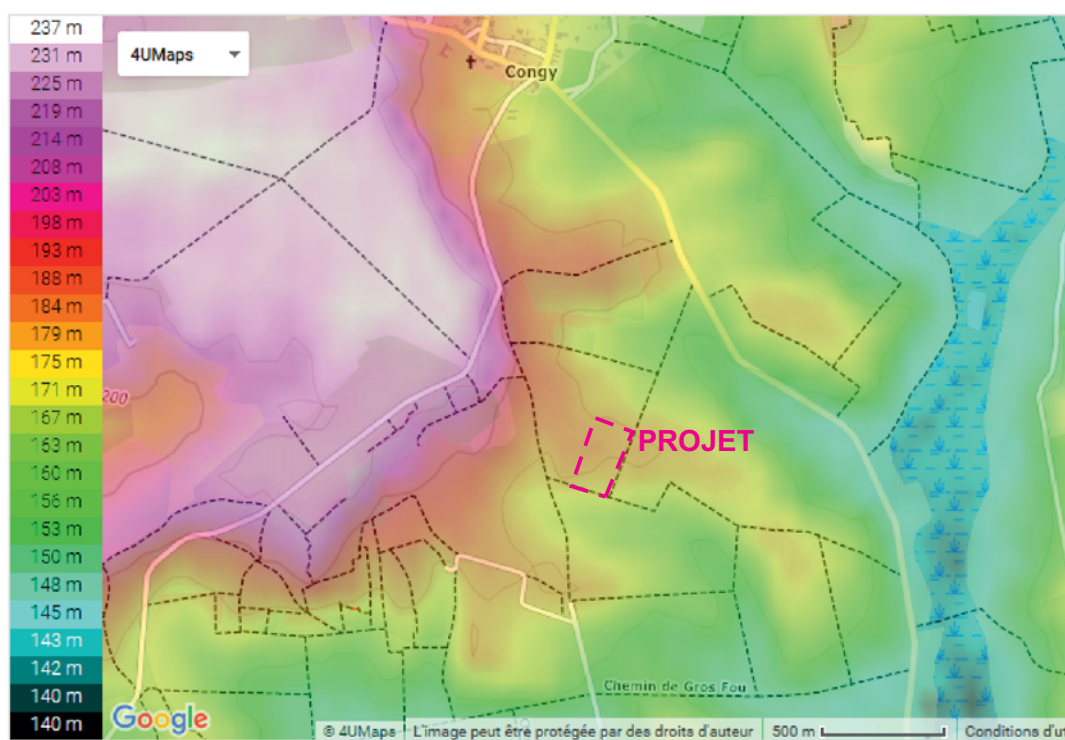 237 m
231 m
225 m
219 m
214 m
208 m
203 m
198 m
193 m
188 m
184 m
179 m
175 m
171 m
167 m
163 m
160 m
156 m
153 m
150 m
148 m
145 m
143 m
142 m
140 m
140 m
4UMaps
Congy
200
PROJET
Chemin de Gros Fou
Google
© 4UMaps L'image peut être protégée par des droits d'auteur 500 m Conditions d'ut